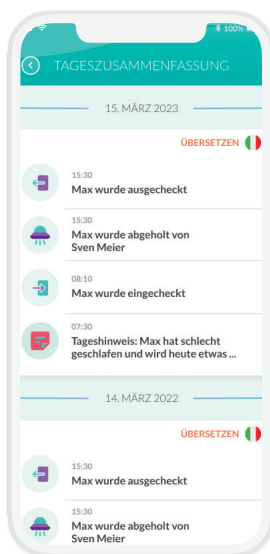 100%
TAGESZUSAMMENFASSUNG
15. MÄRZ 2023
ÜBERSETZEN
15:30
Max wurde ausgecheckt
15:30
Max wurde abgeholt von
Sven Meier
08:10
Max wurde eingecheckt
07:30
Tageshinweis: Max hat schlecht
geschlafen und wird heute etwas ...
14. MÄRZ 2022
ÜBERSETZEN
15:30
Max wurde ausgecheckt
15:30
Max wurde abgeholt von
Sven Meier